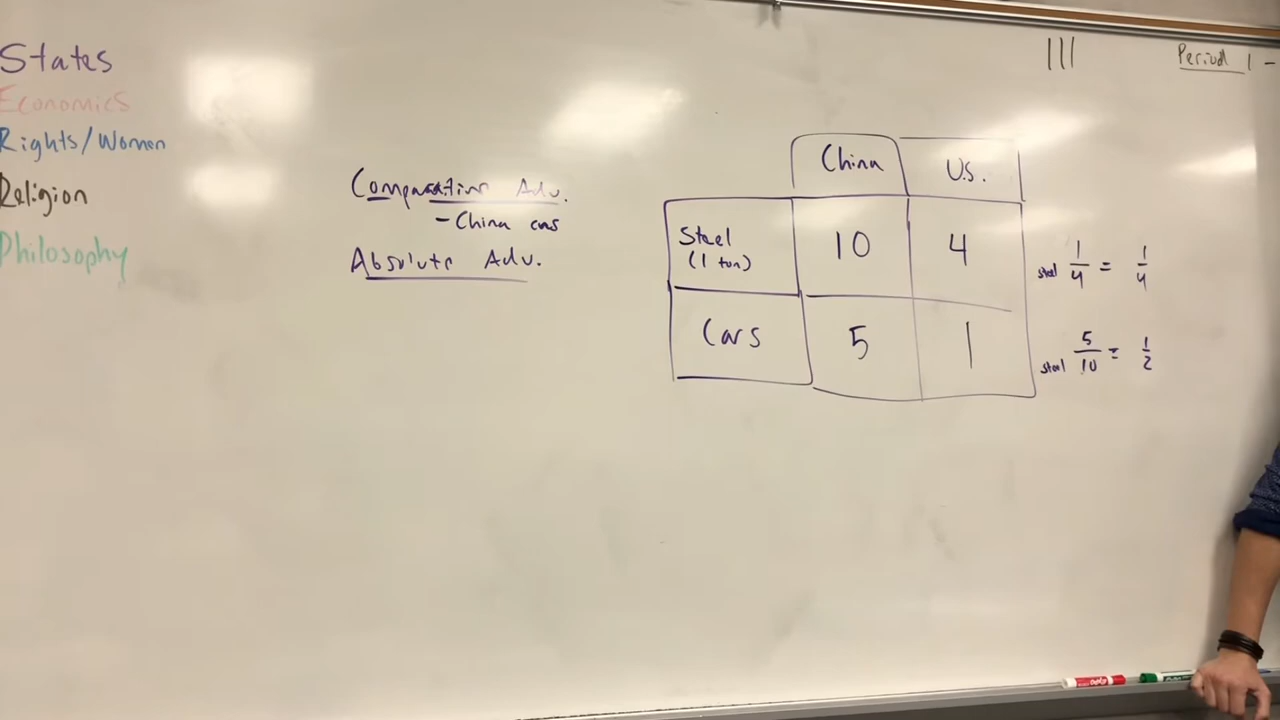 States
Economics
Rights/Women
Religion
Philosophy
Comparative Adv.
- China cars
Absolute Adv.
China U.S.
Steel (1 ton) 10 4
Cars 5 1
steel 1/4 = 1/4
steel 5/10 = 1/2
III
Period 1 -